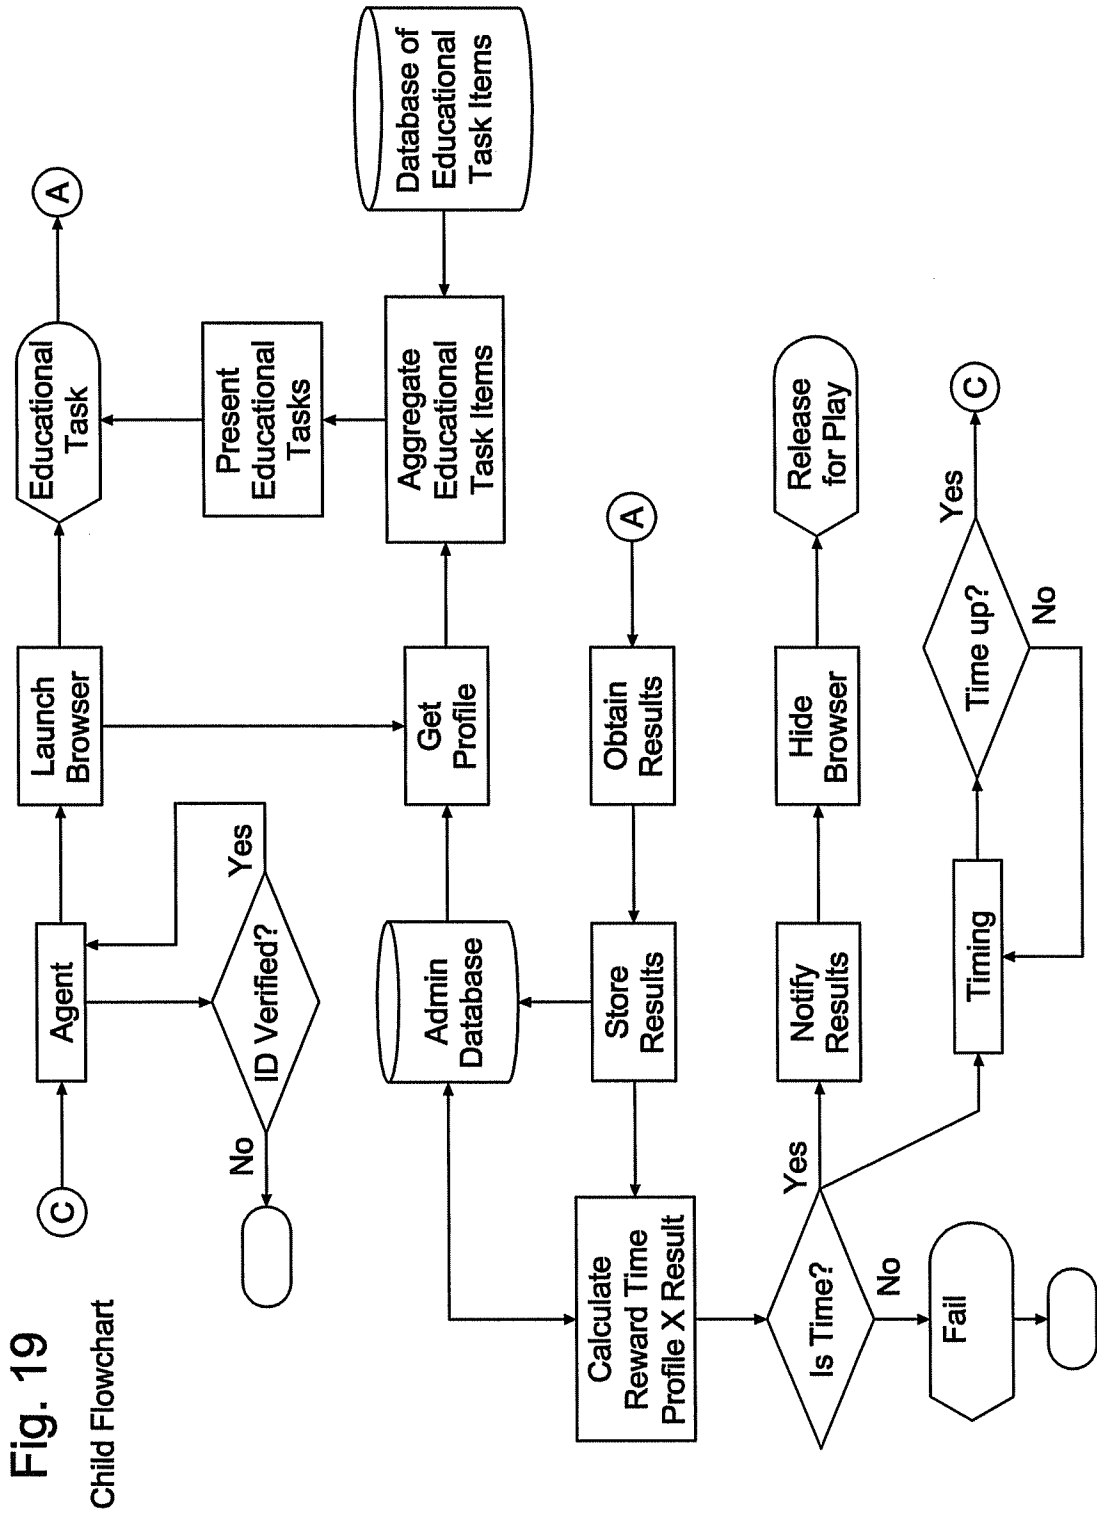 Fig. 19
Child Flowchart
C
Agent
Launch
Browser
Educational
Task
A
ID Verified?
Yes
No
Present
Educational
Tasks
Admin
Database
Get
Profile
Aggregate
Educational
Task Items
Database of
Educational
Task Items
Calculate
Reward Time
Profile X Result
Store
Results
Obtain
Results
A
Is Time?
Yes
No
Notify
Results
Hide
Browser
Release
for Play
Fail
Timing
Time up?
Yes
No
C